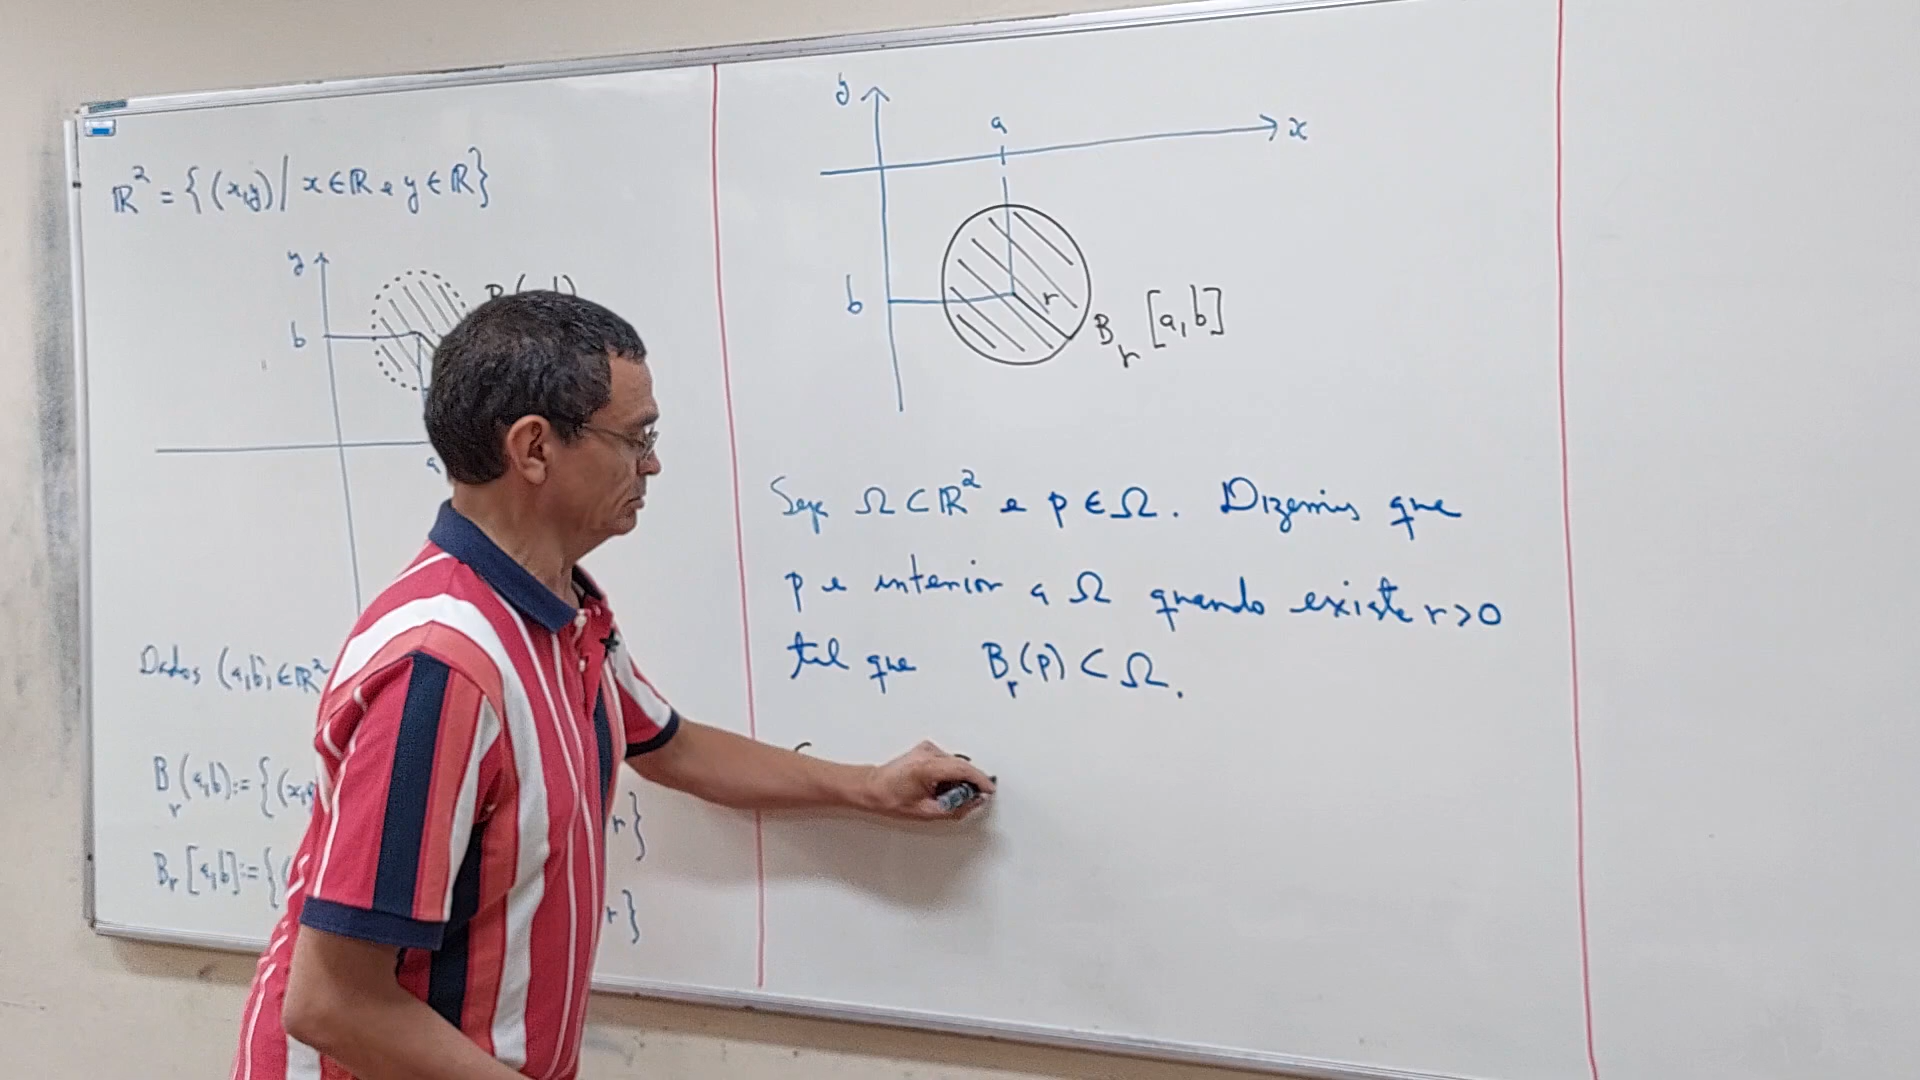 ℝ² = {(x,y) / x ∈ ℝ e y ∈ ℝ}
y
b
a
Dados (a,b) ∈ ℝ²
B_r (a,b) := {(x,y
r}
B_r [a,b] := {(
r}
y
a
x
b
r
B_r [a,b]
Seja Ω ⊂ ℝ² e p ∈ Ω. Dizemos que
p e interior a Ω quando existe r > 0
tal que B_r(p) ⊂ Ω.